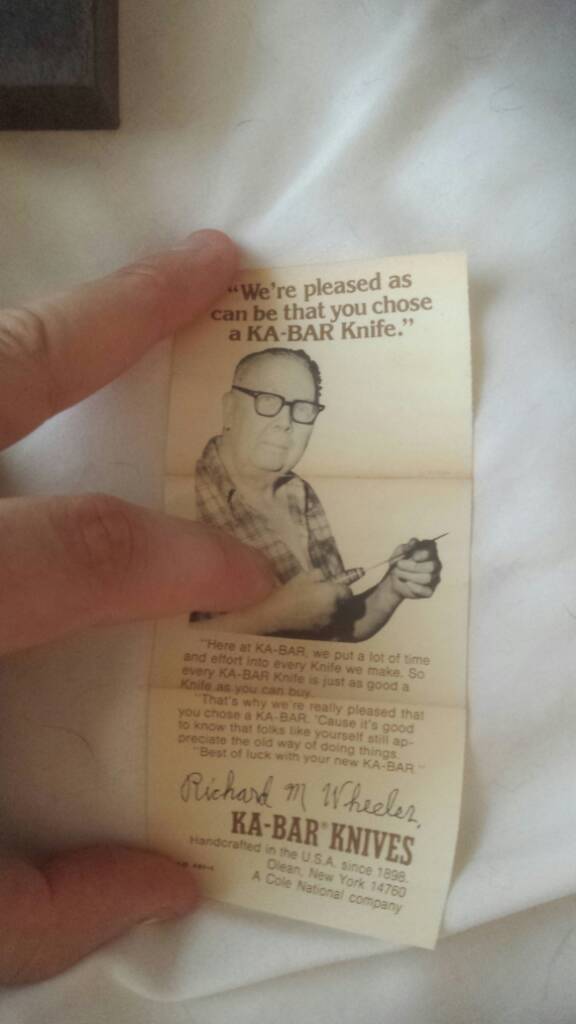 "We're pleased as
can be that you chose
a KA-BAR Knife."
"Here at KA-BAR, we put a lot of time
and effort into every Knife we make. So
every KA-BAR Knife is just as good a
Knife as you can buy.
"That's why we're really pleased that
you chose a KA-BAR. 'Cause it's good
to know that folks like yourself still ap-
preciate the old way of doing things.
"Best of luck with your new KA-BAR."
Richard M Wheeler,
KA-BAR® KNIVES
Handcrafted in the U.S.A. since 1898.
Olean, New York 14760
A Cole National company